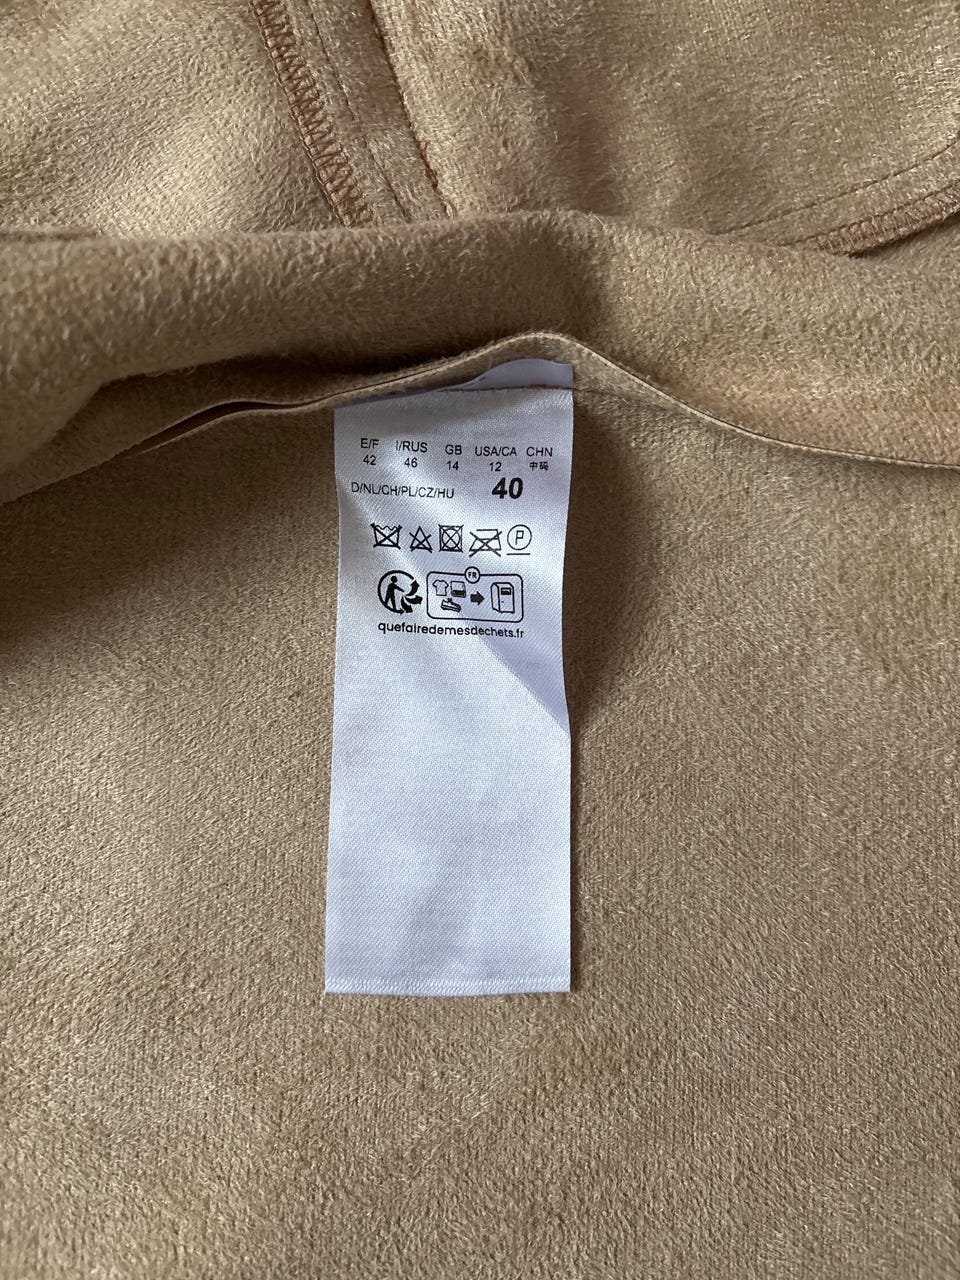 E/F I/RUS GB USA/CA CHN
42 46 14 12 中码
D/NL/CH/PL/CZ/HU 40
P
FR
quefairedemesdechets.fr